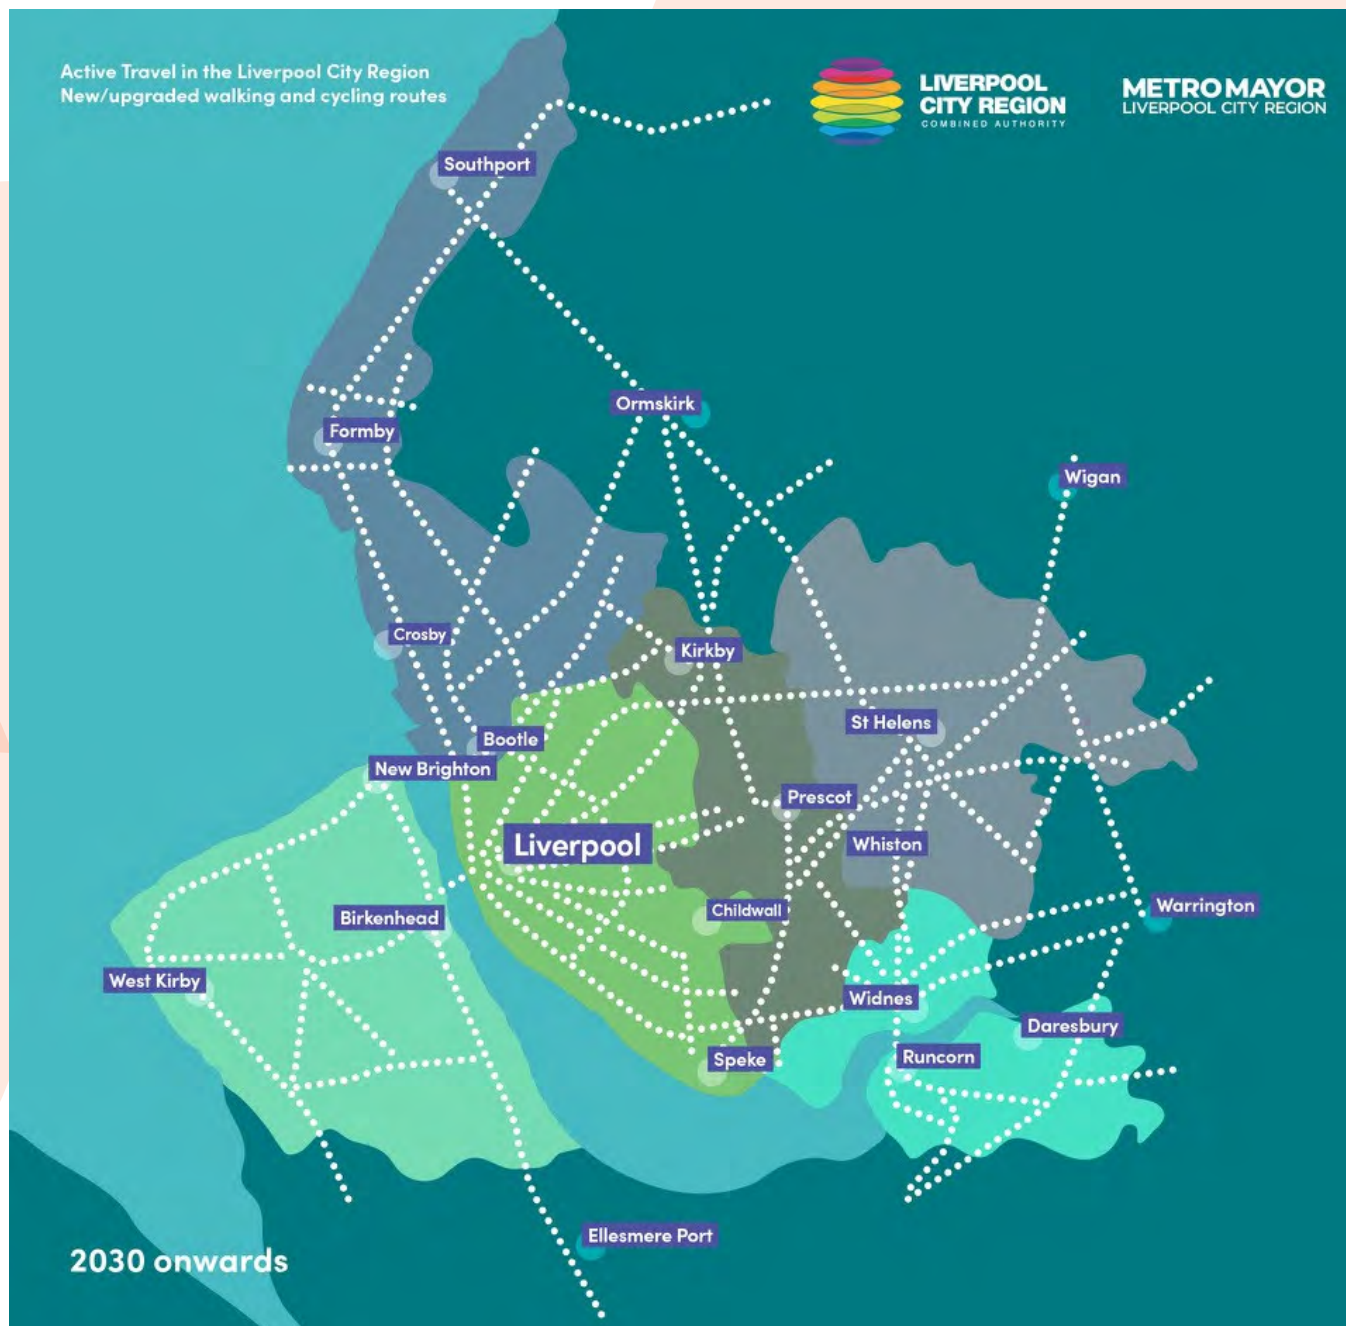 Active Travel in the Liverpool City Region
New/upgraded walking and cycling routes
LIVERPOOL
CITY REGION
COMBINED AUTHORITY
METRO MAYOR
LIVERPOOL CITY REGION
Southport
Ormskirk
Formby
Wigan
Crosby
Kirkby
St Helens
Bootle
New Brighton
Prescot
Liverpool
Whiston
Childwall
Warrington
Birkenhead
West Kirby
Widnes
Daresbury
Speke
Runcorn
Ellesmere Port
2030 onwards